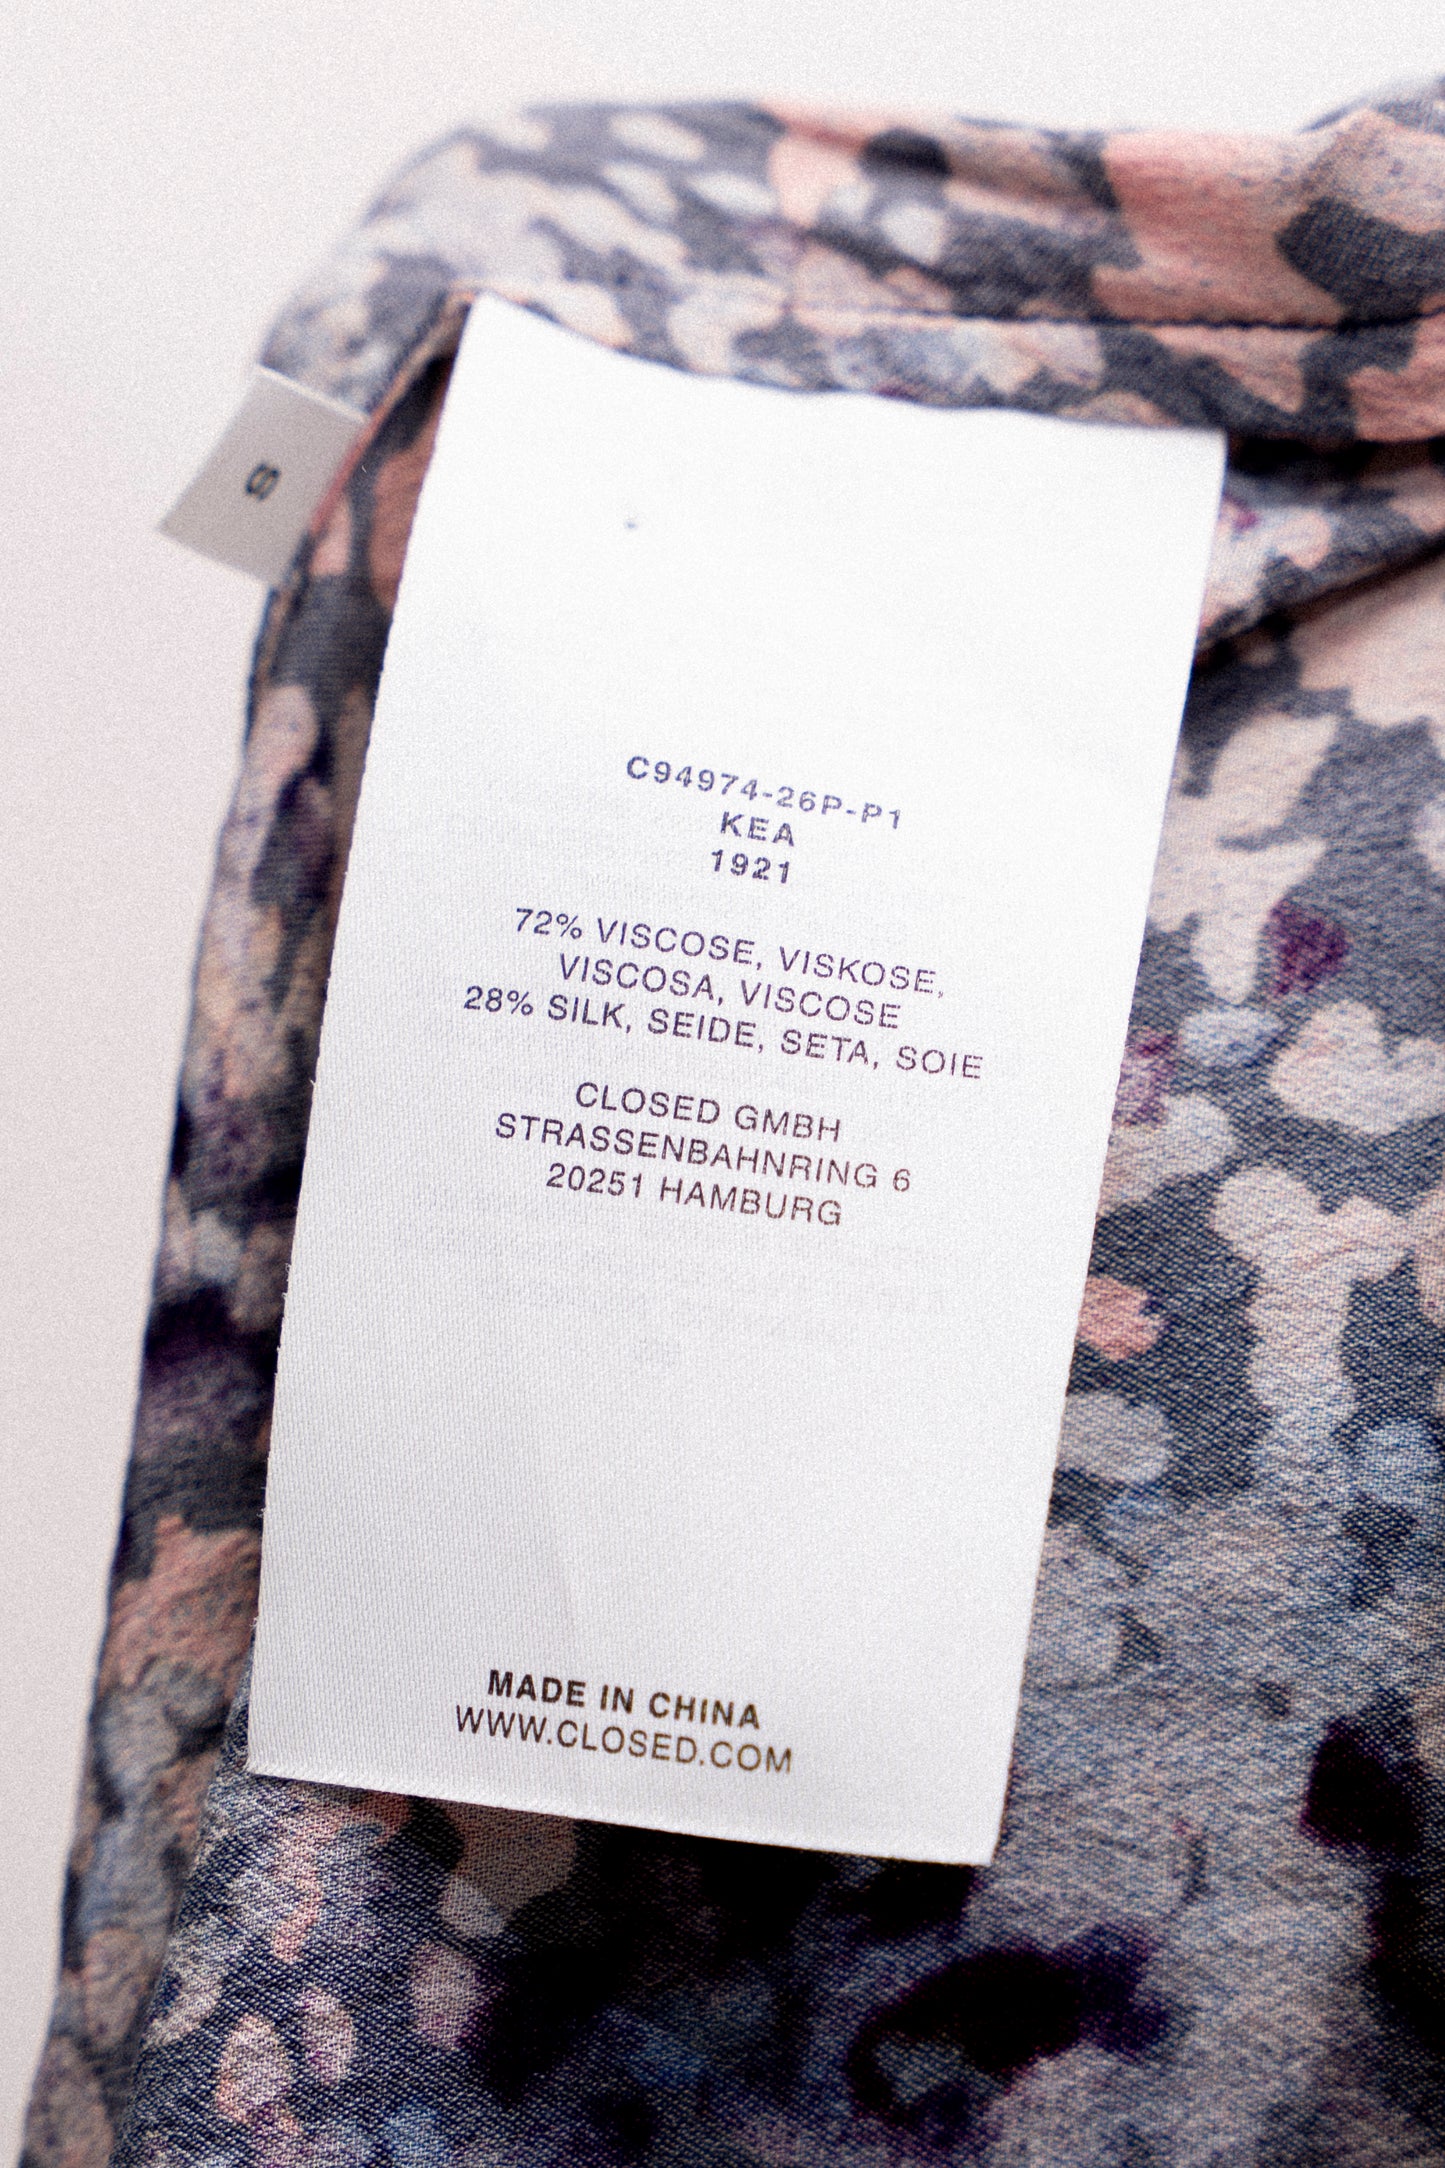 S
C94974-26P-P1
KEA
1921
72% VISCOSE, VISKOSE,
VISCOSA, VISCOSE
28% SILK, SEIDE, SETA, SOIE
CLOSED GMBH
STRASSENBAHNRING 6
20251 HAMBURG
MADE IN CHINA
WWW.CLOSED.COM